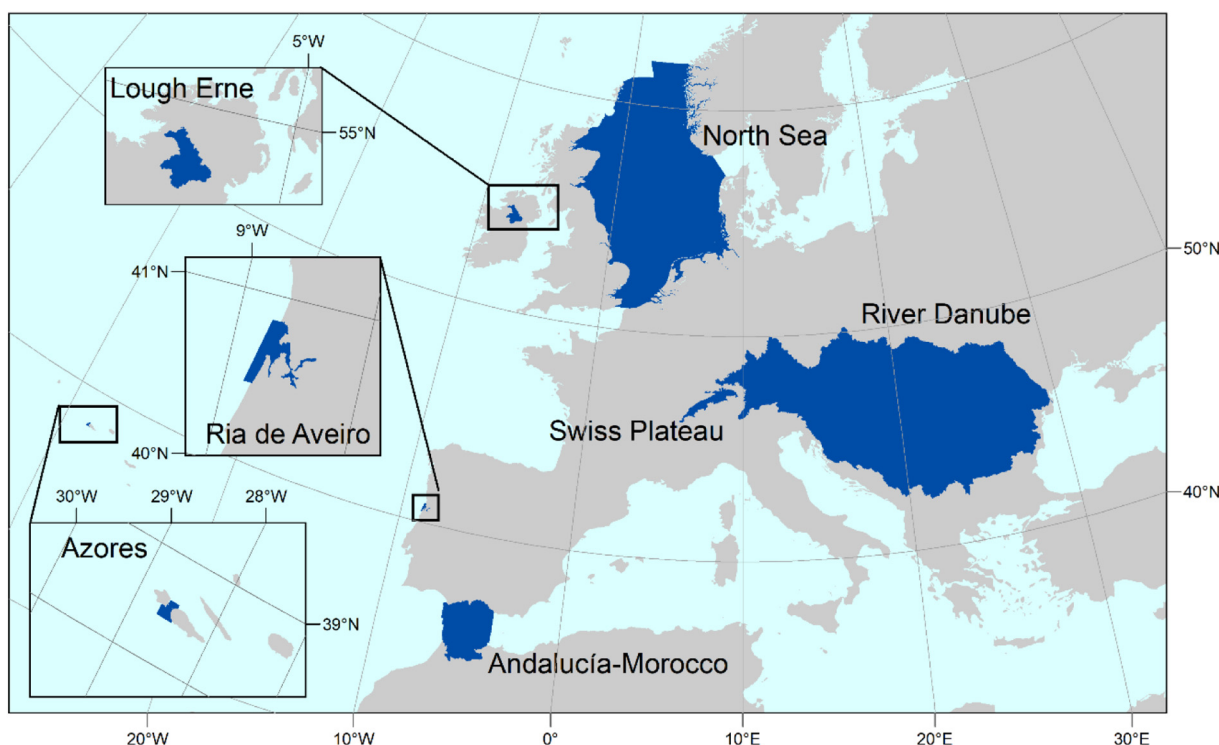 5°W
Lough Erne
55°N
North Sea
9°W
41°N
50°N
River Danube
Swiss Plateau
Ria de Aveiro
40°N
30°W
29°W
28°W
40°N
Azores
39°N
Andalucía-Morocco
20°W
10°W
0°
10°E
20°E
30°E